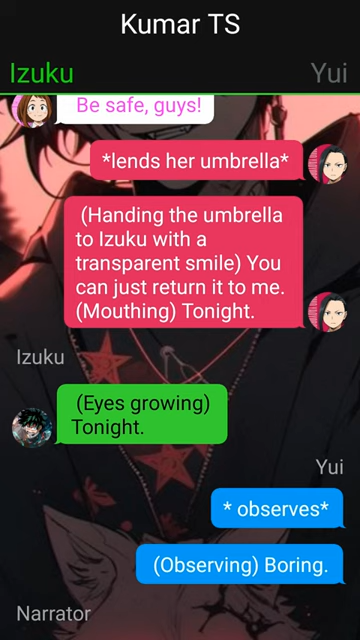 Kumar TS
Izuku Yui
Be safe, guys!
*lends her umbrella*
(Handing the umbrella
to Izuku with a
transparent smile) You
can just return it to me.
(Mouthing) Tonight.
Izuku
(Eyes growing)
Tonight.
Yui
* observes*
(Observing) Boring.
Narrator